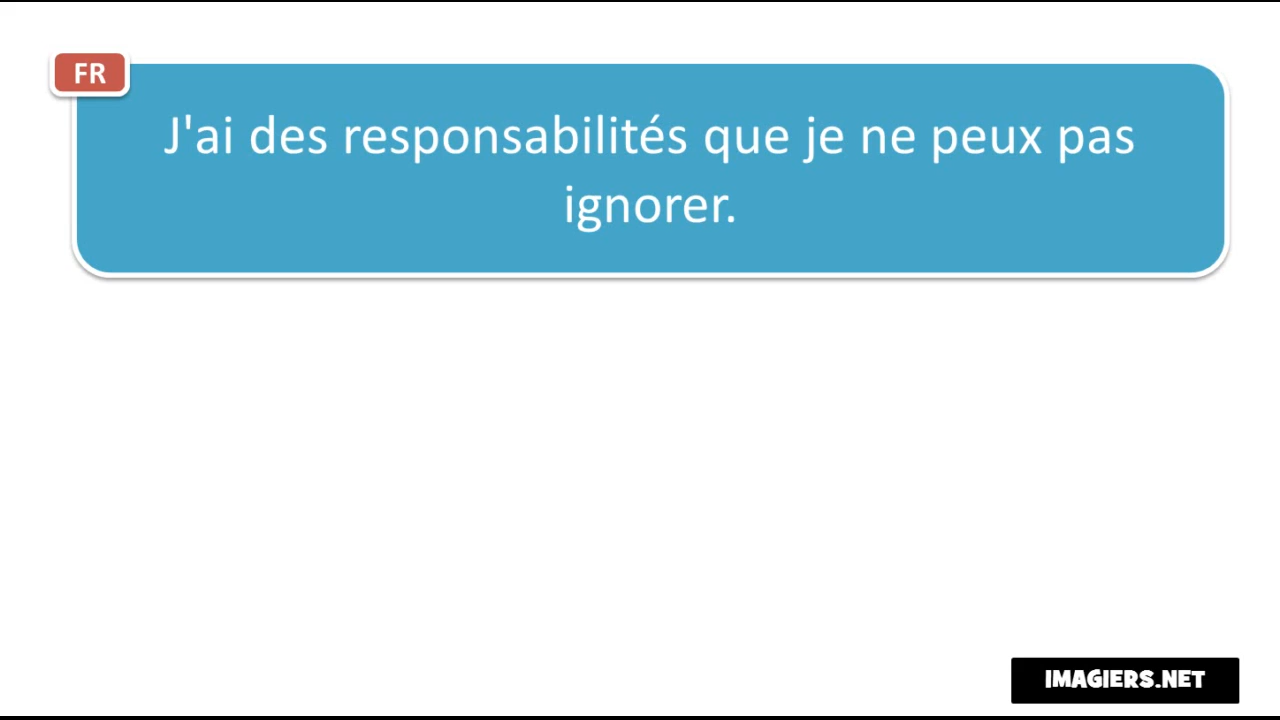 FR
J'ai des responsabilités que je ne peux pas
ignorer.
IMAGIERS.NET